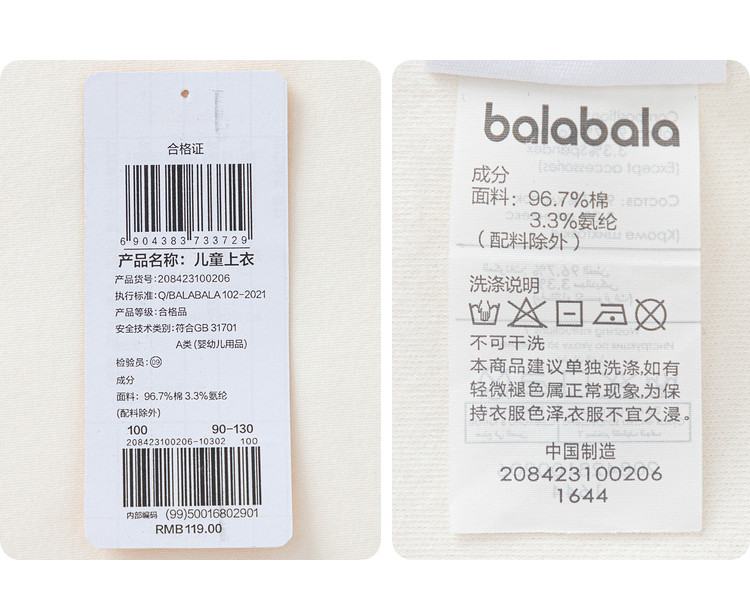 合格证
6 904383 733729
产品名称：儿童上衣
产品货号：208423100206
执行标准：Q/BALABALA 102-2021
产品等级：合格品
安全技术类别：符合GB 31701
A类 (婴幼儿用品)
检验员：09
成分
面料：96.7%棉 3.3%氨纶
(配料除外)
100 90-130
208423100206-10302 100
内部编码 (99)50016802901
RMB 119.00
balabala
成分
面料：96.7%棉
3.3%氨纶
（配料除外）
洗涤说明
不可干洗
本商品建议单独洗涤,如有
轻微褪色属正常现象,为保
持衣服色泽,衣服不宜久浸。
中国制造
208423100206
1644